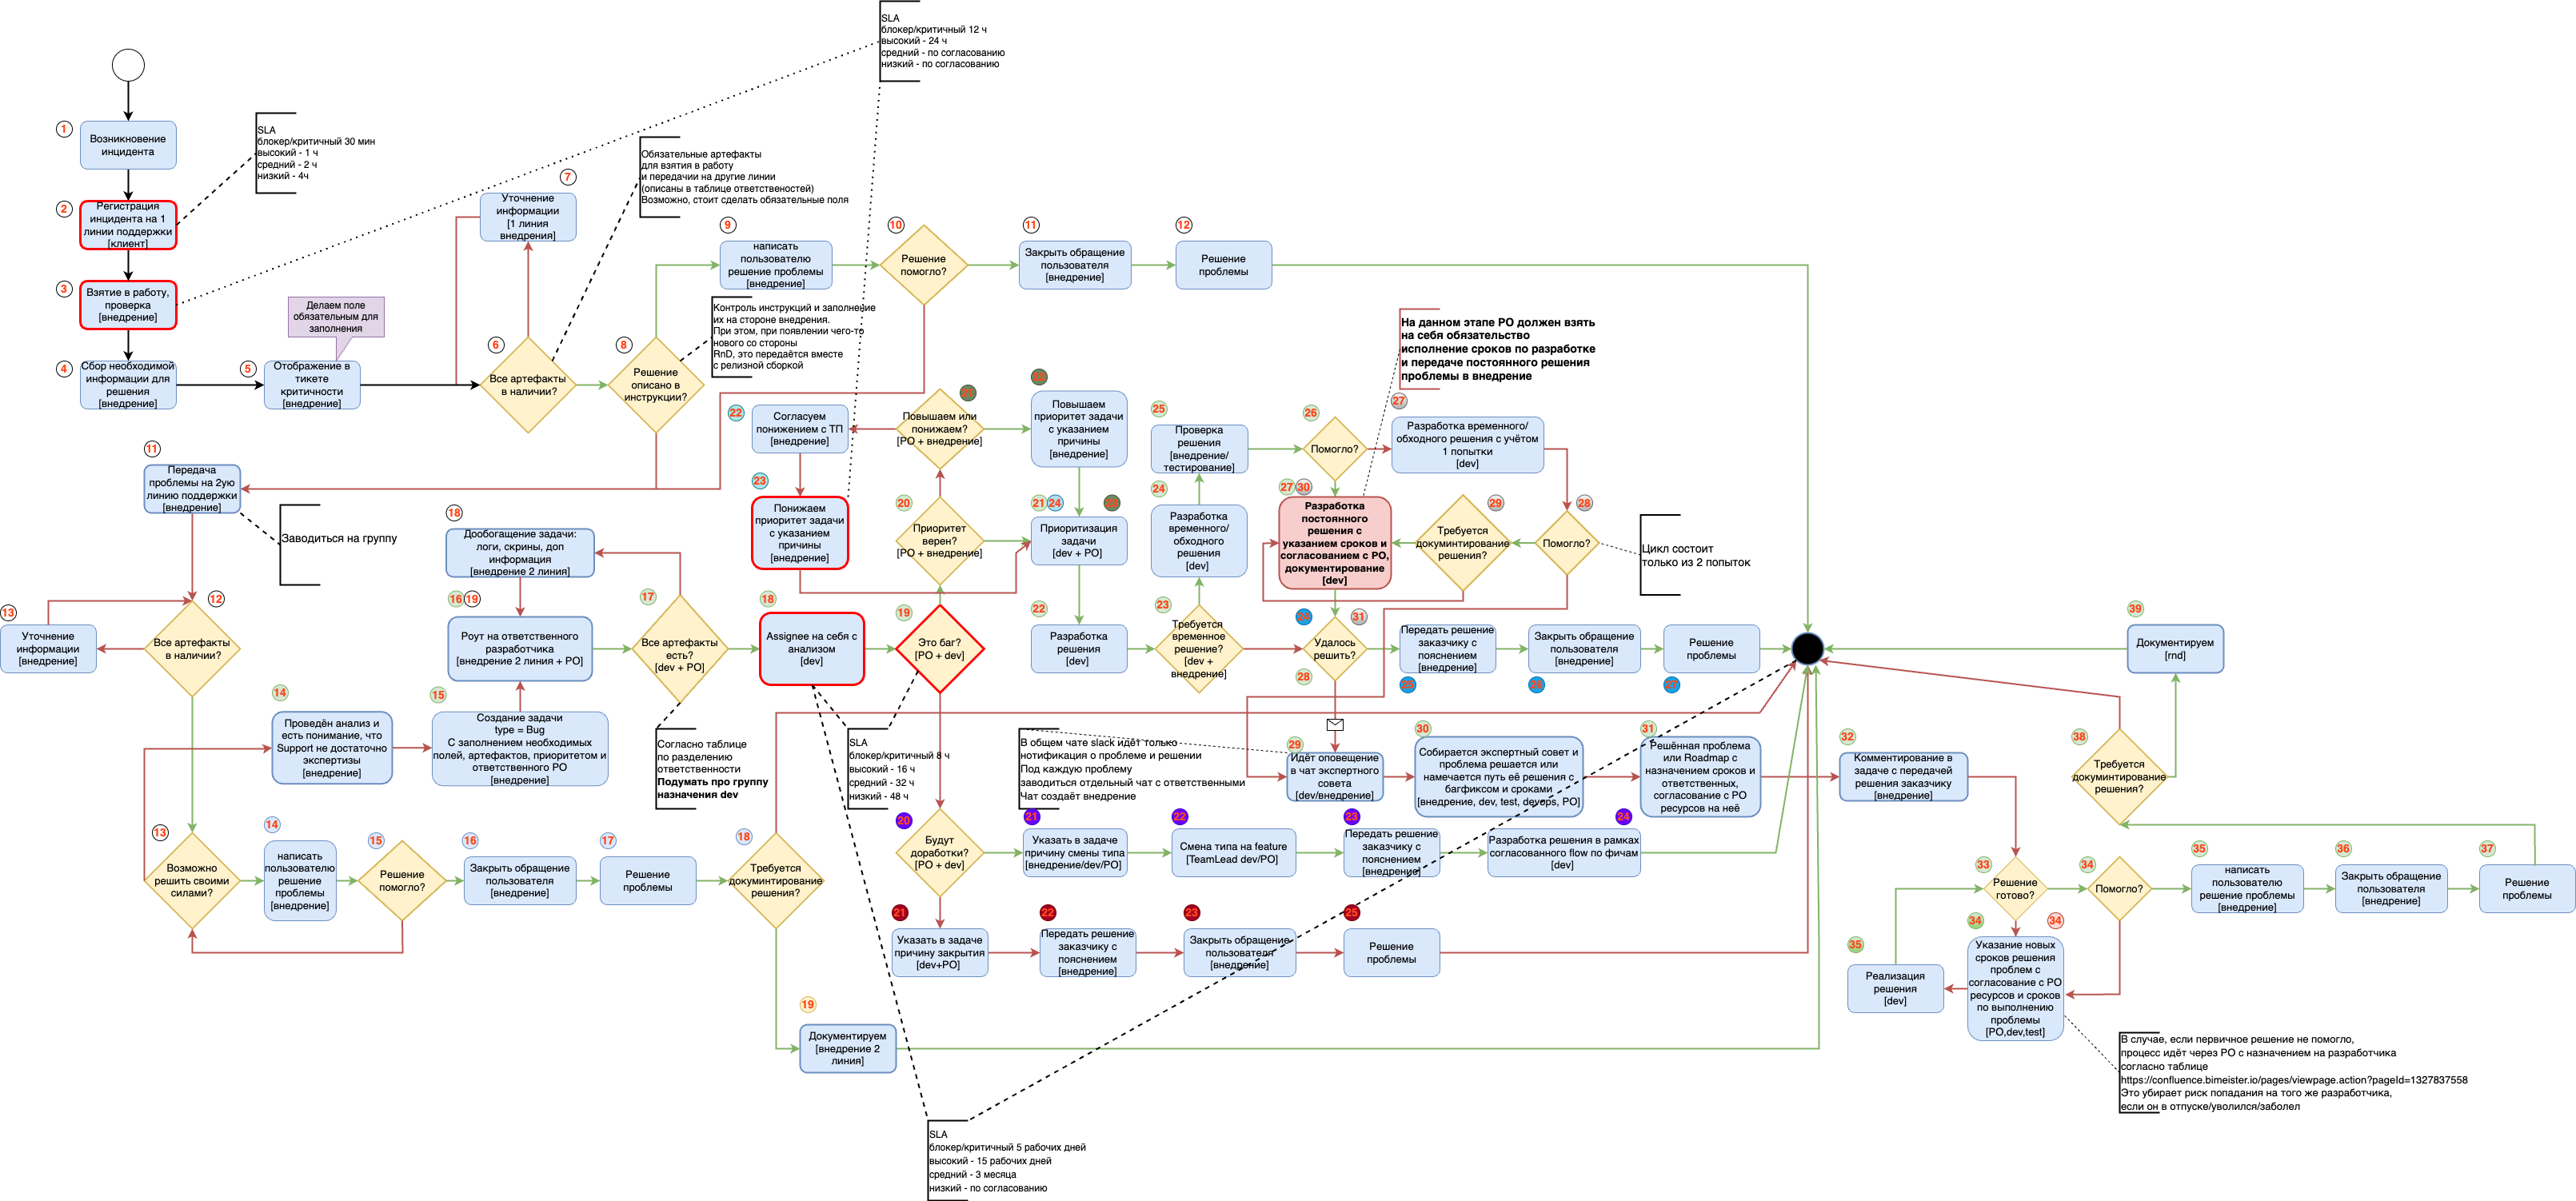 SLA
блокер/критичный 12 ч
высокий - 24 ч
средний - по согласованию
низкий - по согласованию
1
Возникновение
инцидента
SLA
блокер/критичный 30 мин
высокий - 1 ч
средний - 2 ч
низкий - 4ч
2
Регистрация
инцидента на 1
линии поддержки
[клиент]
3
Взятие в работу,
проверка
[внедрение]
4
Сбор необходимой
информации для
решения
[внедрение]
Делаем поле
обязательным для
заполнения
5
Отображение в
тикете
критичности
[внедрение]
6
Все артефакты
в наличии?
7
Уточнение
информации
[1 линия
внедрения]
Обязательные артефакты
для взятия в работу
и передачии на другие линии
(описаны в таблице ответственостей)
Возможно, стоит сделать обязательные поля
8
Решение
описано в
инструкции?
Контроль инструкций и заполнение
их на стороне внедрения.
При этом, при появлении чего-то
нового со стороны
RnD, это передаётся вместе
с релизной сборкой
9
написать
пользователю
решение проблемы
[внедрение]
10
Решение
помогло?
11
Закрыть обращение
пользователя
[внедрение]
12
Решение
проблемы
11
Передача
проблемы на 2ую
линию поддержки
[внедрение]
Заводиться на группу
12
Все артефакты
в наличии?
13
Уточнение
информации
[внедрение]
13
Возможно
решить своими
силами?
14
Проведён анализ и
есть понимание, что
Support не достаточно
экспертизы
[внедрение]
15
Создание задачи
type = Bug
С заполнением необходимых
полей, артефактов, приоритетом и
ответственного PO
[внедрение]
16
19
Роут на ответственного
разработчика
[внедрение 2 линия + PO]
18
Дообогащение задачи:
логи, скрины, доп
информация
[внедрение 2 линия]
17
Все артефакты
есть?
[dev + PO]
Согласно таблице
по разделению
ответственности
Подумать про группу
назначения dev
18
Assignee на себя с
анализом
[dev]
19
Это баг?
[PO + dev]
SLA
блокер/критичный 8 ч
высокий - 16 ч
средний - 32 ч
низкий - 48 ч
20
Приоритет
верен?
[PO + внедрение]
Повышаем или
понижаем?
[PO + внедрение]
22
Согласуем
понижением с ТП
[внедрение]
23
Понижаем
приоритет задачи
с указанием
причины
[внедрение]
Повышаем
приоритет задачи
с указанием
причины
[внедрение]
21
24
Приоритизация
задачи
[dev + PO]
22
Разработка
решения
[dev]
23
Требуется
временное
решение?
[dev +
внедрение]
24
Разработка
временного/
обходного
решения
[dev]
25
Проверка
решения
[внедрение/
тестирование]
26
Помогло?
На данном этапе PO должен взять
на себя обязательство
исполнение сроков по разработке
и передаче постоянного решения
проблемы в внедрение
27
Разработка временного/
обходного решения с учётом
1 попытки
[dev]
28
Помогло?
Цикл состоит
только из 2 попыток
29
Требуется
документирование
решения?
27
30
Разработка
постоянного
решения с
указанием сроков и
согласованием с PO,
документирование
[dev]
31
Удалось
решить?
28
Передать решение
заказчику с
пояснением
[внедрение]
25
Закрыть обращение
пользователя
[внедрение]
26
Решение
проблемы
27
В общем чате slack идёт только
нотификация о проблеме и решении
Под каждую проблему
заводиться отдельный чат с ответственными
Чат создаёт внедрение
29
Идёт оповещение
в чат экспертного
совета
[dev/внедрение]
30
Собирается экспертный совет и
проблема решается или
намечается путь её решения с
багфиксом и сроками
[внедрение, dev, test, devops, PO]
31
Решённая проблема
или Roadmap с
назначением сроков и
ответственных,
согласование с PO
ресурсов на неё
32
Комментирование в
задаче с передачей
решения заказчику
[внедрение]
33
Решение
готово?
34
Помогло?
34
34
Указание новых
сроков решения
проблем с
согласование с PO
ресурсов и сроков
по выполнению
проблемы
[PO,dev,test]
35
Реализация
решения
[dev]
35
написать
пользователю
решение проблемы
[внедрение]
36
Закрыть обращение
пользователя
[внедрение]
37
Решение
проблемы
38
Требуется
документирование
решения?
39
Документируем
[rnd]
В случае, если первичное решение не помогло,
процесс идёт через PO с назначением на разработчика
согласно таблице
https://confluence.bimeister.io/pages/viewpage.action?pageId=1327837558
Это убирает риск попадания на того же разработчика,
если он в отпуске/уволился/заболел
14
написать
пользователю
решение
проблемы
[внедрение]
15
Решение
помогло?
16
Закрыть обращение
пользователя
[внедрение]
17
Решение
проблемы
18
Требуется
документирование
решения?
19
Документируем
[внедрение 2
линия]
20
Будут
доработки?
[PO + dev]
21
Указать в задаче
причину смены типа
[внедрение/dev/PO]
22
Смена типа на feature
[TeamLead dev/PO]
23
Передать решение
заказчику с
пояснением
[внедрение]
24
Разработка решения в рамках
согласованного flow по фичам
[dev]
21
Указать в задаче
причину закрытия
[dev+PO]
22
Передать решение
заказчику с
пояснением
[внедрение]
23
Закрыть обращение
пользователя
[внедрение]
25
Решение
проблемы
SLA
блокер/критичный 5 рабочих дней
высокий - 15 рабочих дней
средний - 3 месяца
низкий - по согласованию